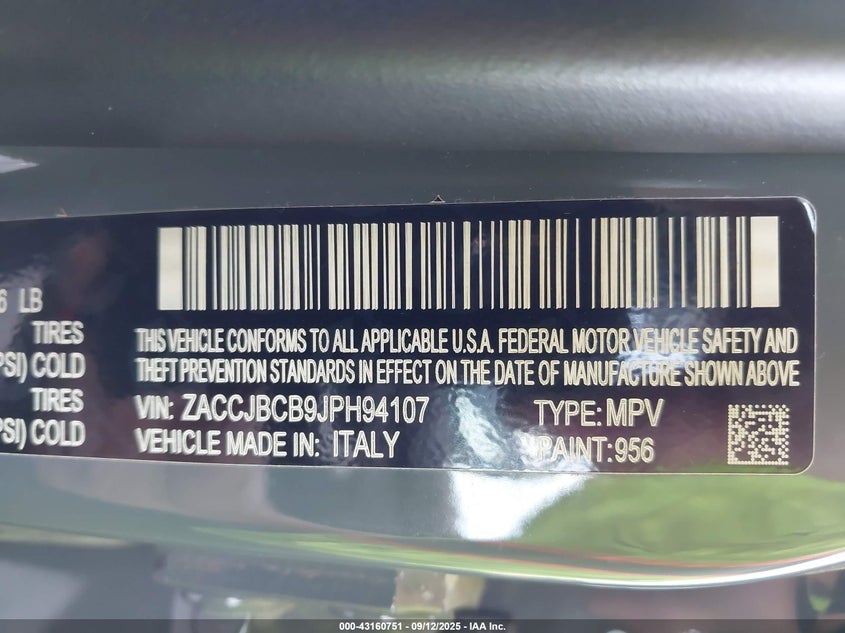 6 LB
TIRES
PSI) COLD
TIRES
PSI) COLD
THIS VEHICLE CONFORMS TO ALL APPLICABLE U.S.A. FEDERAL MOTOR VEHICLE SAFETY AND
THEFT PREVENTION STANDARDS IN EFFECT ON THE DATE OF MANUFACTURE SHOWN ABOVE
VIN: ZACCJBCB9JPH94107 TYPE: MPV
VEHICLE MADE IN: ITALY PAINT: 956
000-43160751 - 09/12/2025 - IAA Inc.